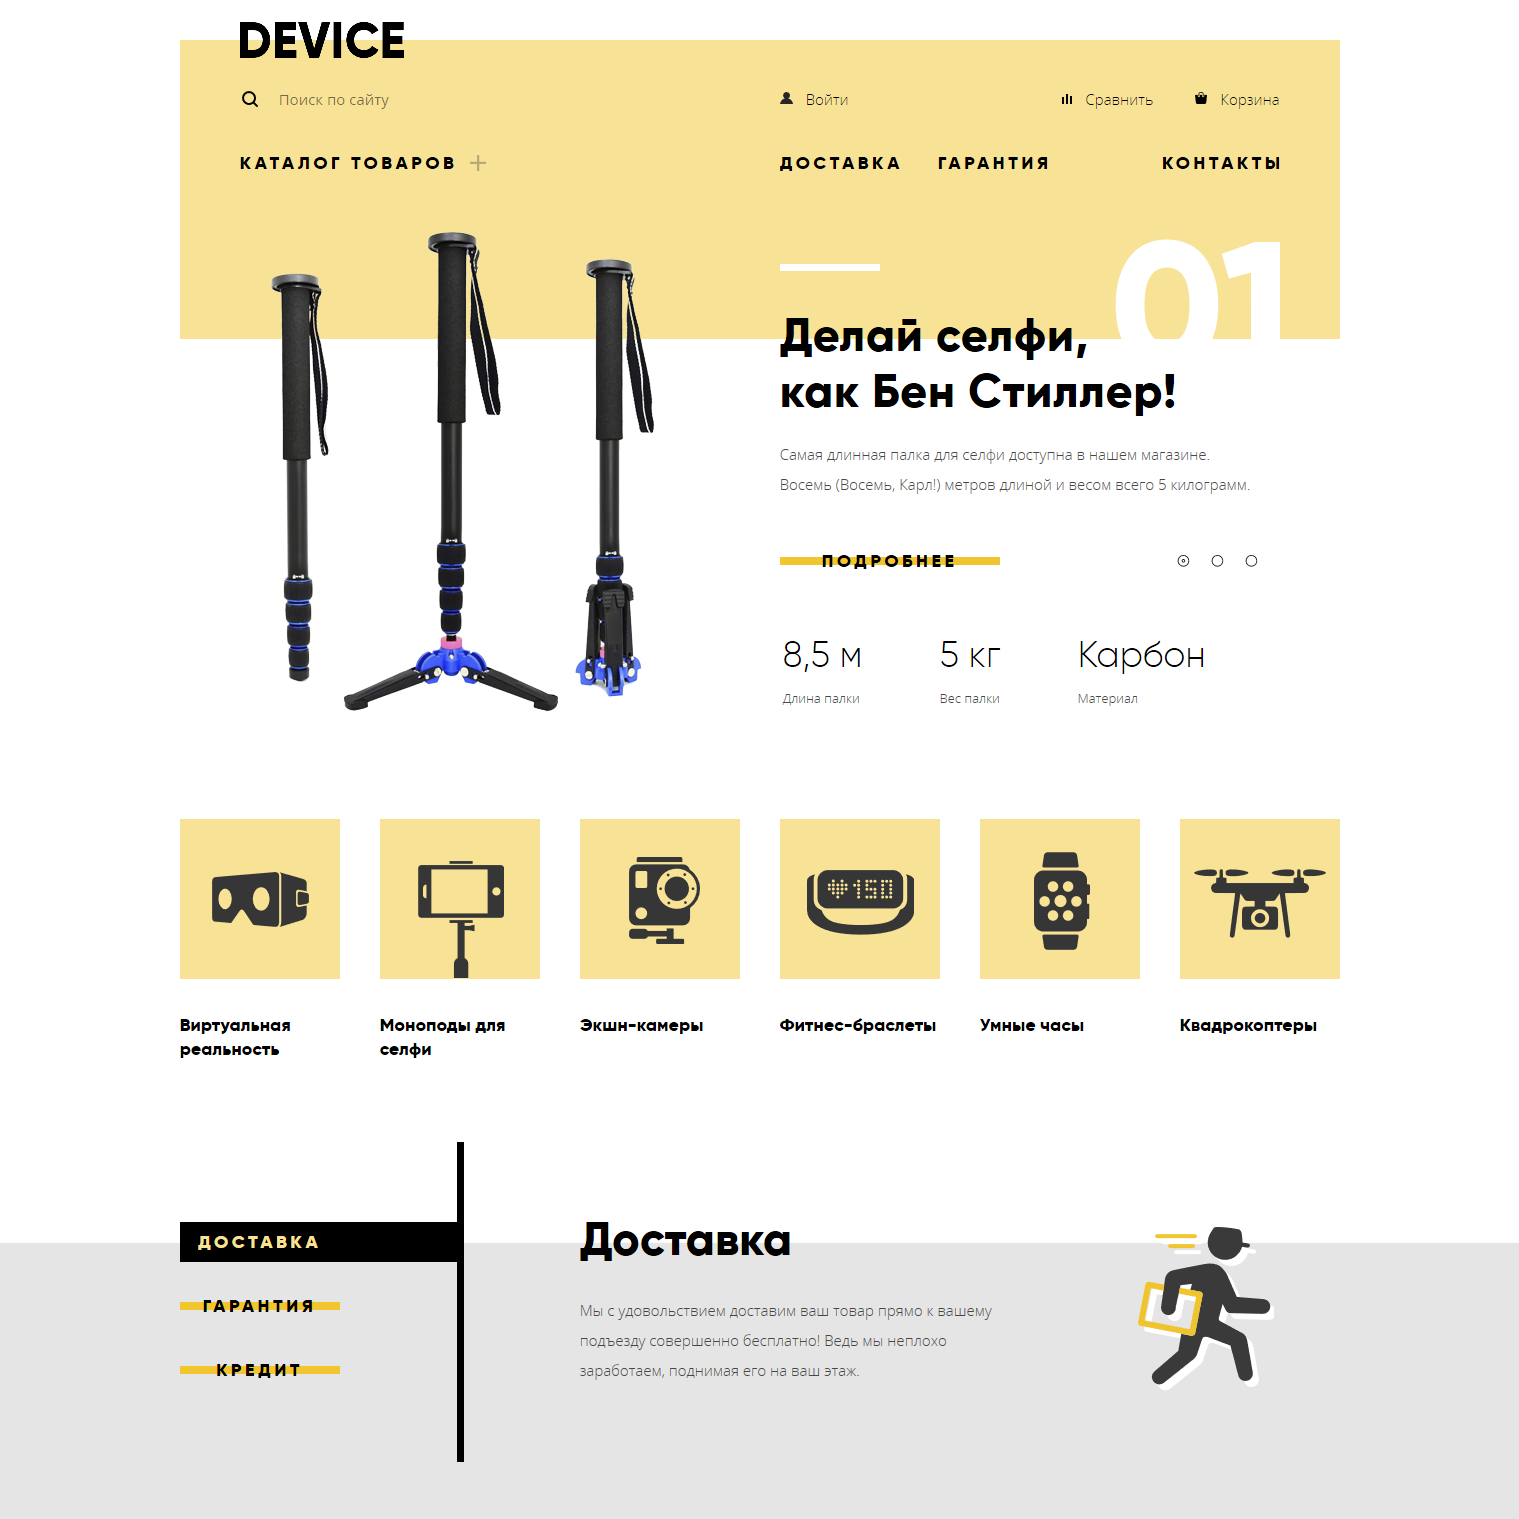 DEVICE
Поиск по сайту
Войти
Сравнить
Корзина
КАТАЛОГ ТОВАРОВ
ДОСТАВКА
ГАРАНТИЯ
КОНТАКТЫ
01
Делай селфи,
как Бен Стиллер!
Самая длинная палка для селфи доступна в нашем магазине.
Восемь (Восемь, Карл!) метров длиной и весом всего 5 килограмм.
ПОДРОБНЕЕ
8,5 м
5 кг
Карбон
Длина палки
Вес палки
Материал
150
Виртуальная
реальность
Моноподы для
селфи
Экшн-камеры
Фитнес-браслеты
Умные часы
Квадрокоптеры
ДОСТАВКА
ГАРАНТИЯ
КРЕДИТ
Доставка
Мы с удовольствием доставим ваш товар прямо к вашему
подъезду совершенно бесплатно! Ведь мы неплохо
заработаем, поднимая его на ваш этаж.